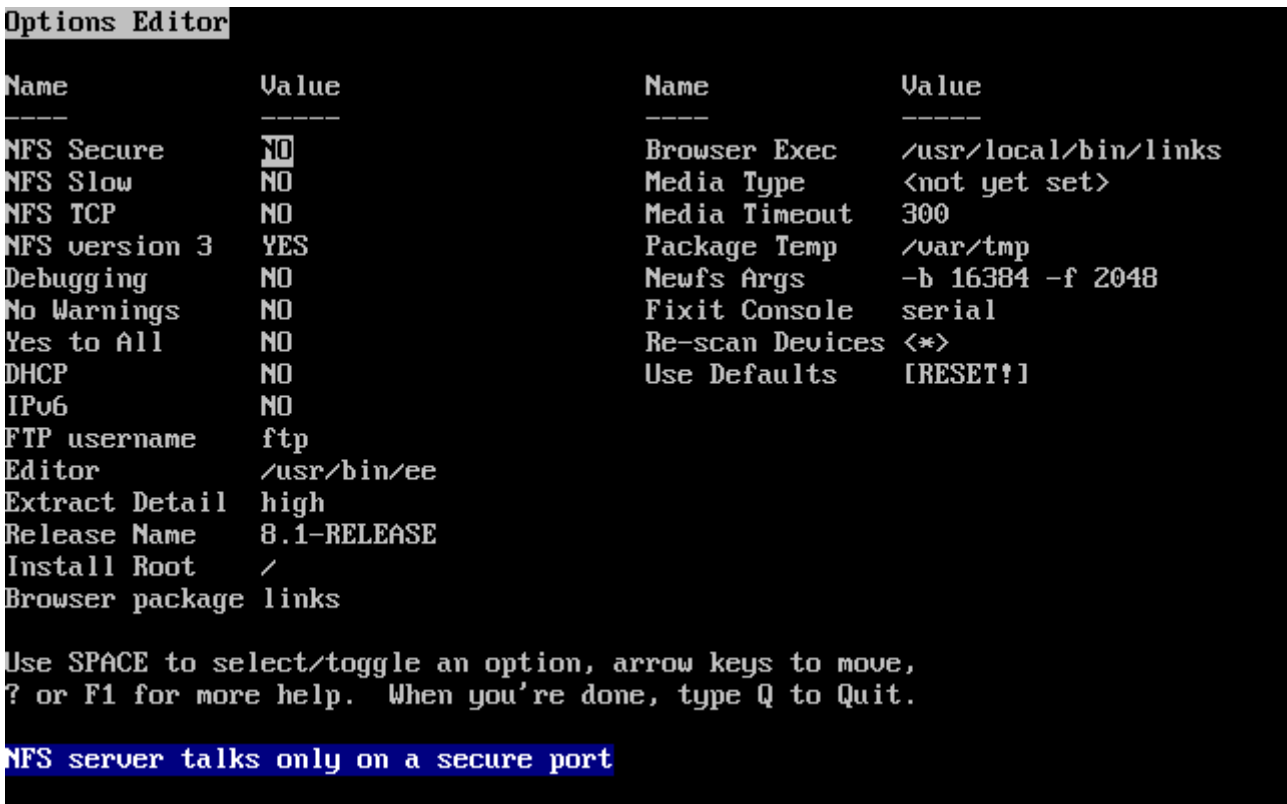 Options Editor
Name Value Name Value
---- ----- ---- -----
NFS Secure NO Browser Exec /usr/local/bin/links
NFS Slow NO Media Type <not yet set>
NFS TCP NO Media Timeout 300
NFS version 3 YES Package Temp /var/tmp
Debugging NO Newfs Args -b 16384 -f 2048
No Warnings NO Fixit Console serial
Yes to All NO Re-scan Devices <*>
DHCP NO Use Defaults [RESET!]
IPv6 NO
FTP username ftp
Editor /usr/bin/ee
Extract Detail high
Release Name 8.1-RELEASE
Install Root /
Browser package links
Use SPACE to select/toggle an option, arrow keys to move,
? or F1 for more help. When you're done, type Q to Quit.
NFS server talks only on a secure port